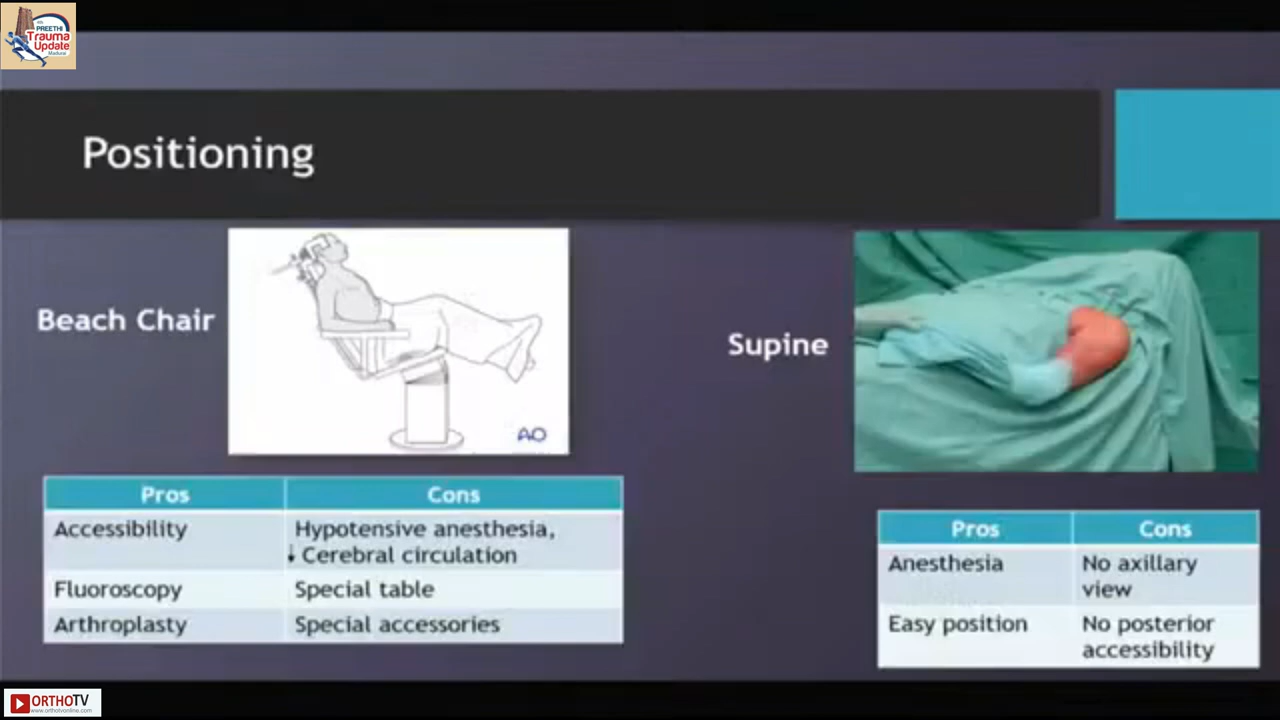 PREETHI
Trauma
Update
Madurai
Positioning
Beach Chair
AO
Supine
Pros Cons
Accessibility Hypotensive anesthesia,
↓ Cerebral circulation
Fluoroscopy Special table
Arthroplasty Special accessories
Pros Cons
Anesthesia No axillary
view
Easy position No posterior
accessibility
ORTHOTV
www.orthotvonline.com